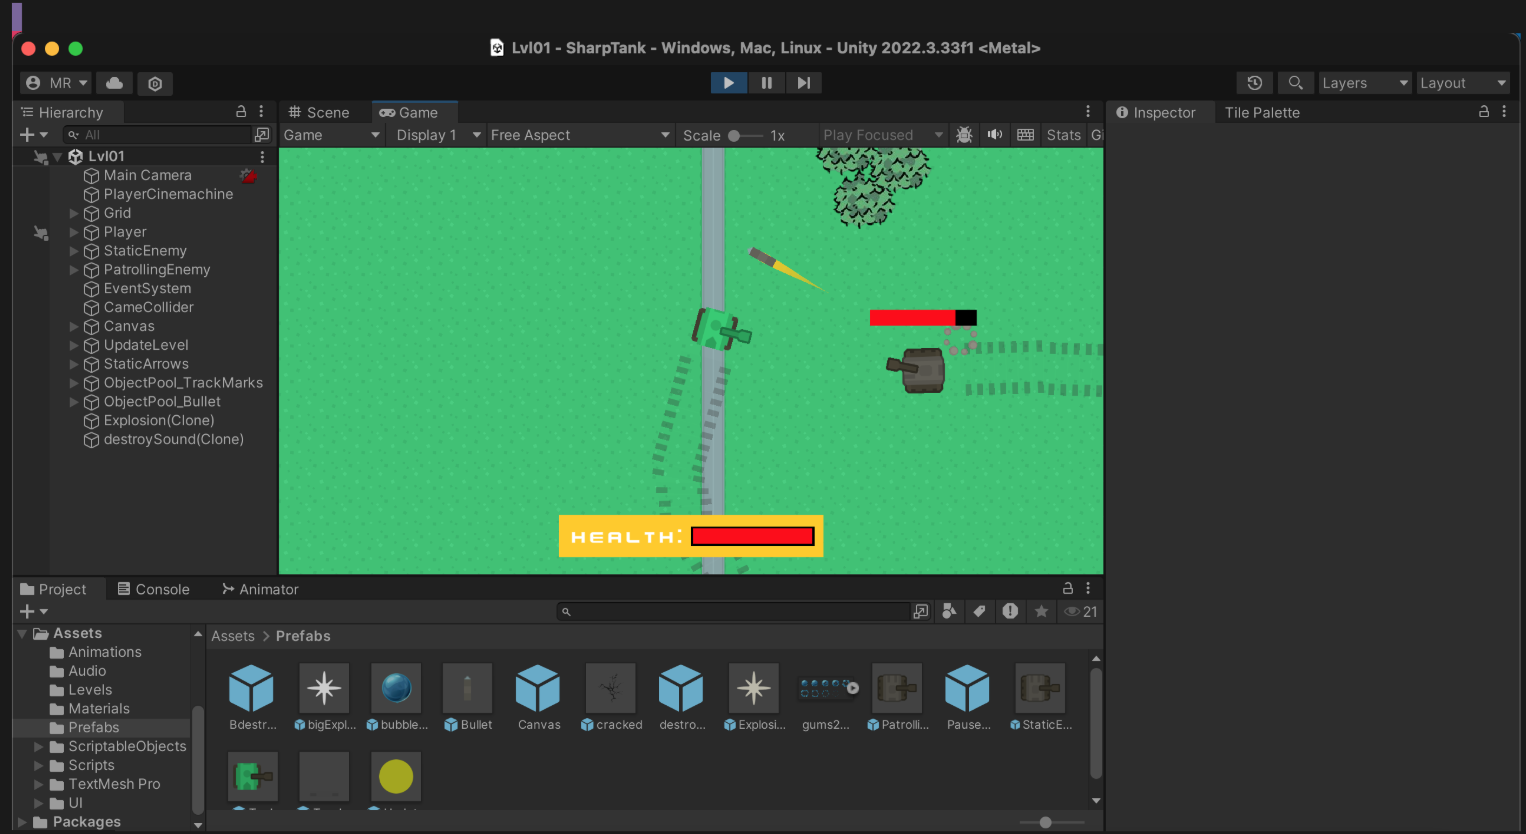 Lvl01 - SharpTank - Windows, Mac, Linux - Unity 2022.3.33f1 <Metal>
MR
Layers
Layout
Hierarchy
Scene
Game
Inspector
Tile Palette
All
Game
Display 1
Free Aspect
Scale
1x
Play Focused
Stats
Gi
Lvl01
Main Camera
PlayerCinemachine
Grid
Player
StaticEnemy
PatrollingEnemy
EventSystem
CameCollider
Canvas
UpdateLevel
StaticArrows
ObjectPool_TrackMarks
ObjectPool_Bullet
Explosion(Clone)
destroySound(Clone)
HEALTH:
Project
Console
Animator
21
Assets
Animations
Audio
Levels
Materials
Prefabs
ScriptableObjects
Scripts
TextMesh Pro
UI
Packages
Assets > Prefabs
Bdestr...
bigExpl...
bubble...
Bullet
Canvas
cracked
destro...
Explosi...
gums2...
Patrolli...
Pause...
StaticE...